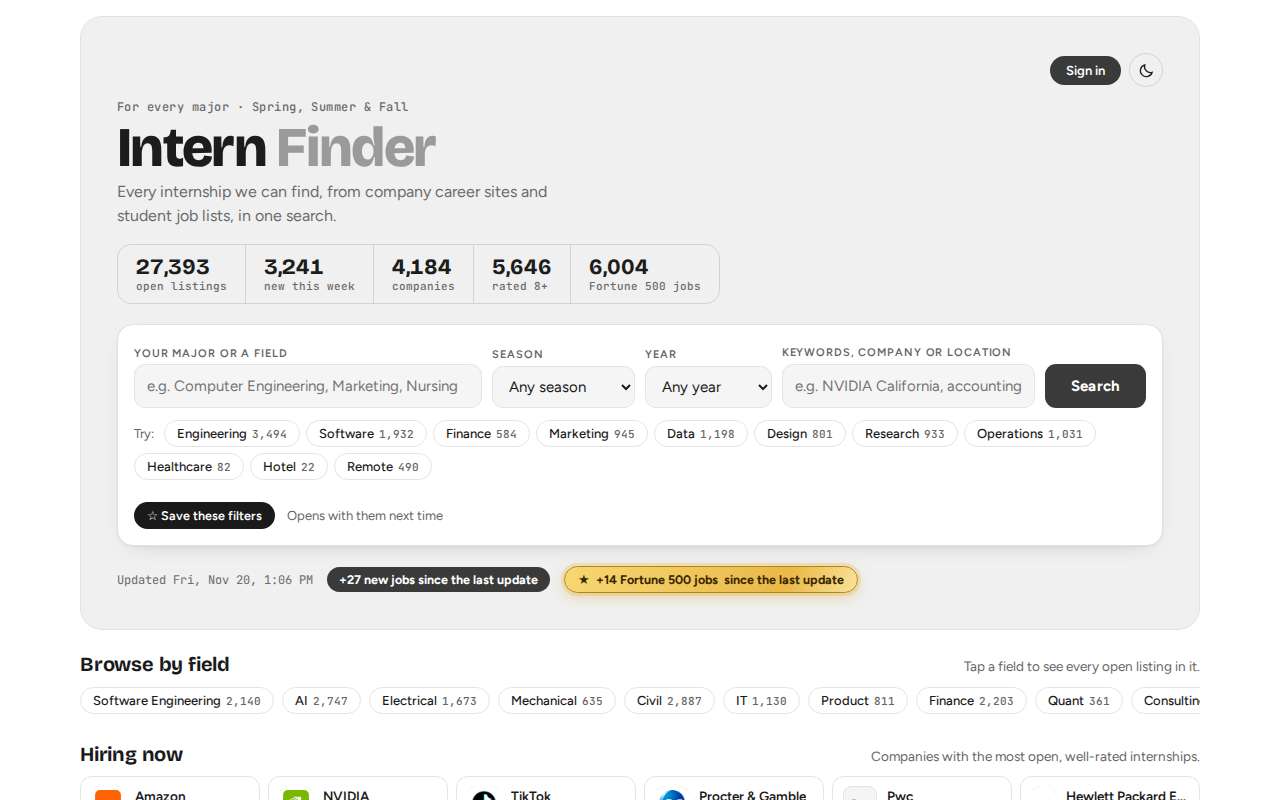 Sign in
For every major · Spring, Summer & Fall
Intern Finder
Every internship we can find, from company career sites and
student job lists, in one search.
27,393 3,241 4,184 5,646 6,004
open listings new this week companies rated 8+ Fortune 500 jobs
YOUR MAJOR OR A FIELD SEASON YEAR KEYWORDS, COMPANY OR LOCATION
e.g. Computer Engineering, Marketing, Nursing Any season Any year e.g. NVIDIA California, accounting Search
Try: Engineering 3,494 Software 1,932 Finance 584 Marketing 945 Data 1,198 Design 801 Research 933 Operations 1,031
Healthcare 82 Hotel 22 Remote 490
☆ Save these filters Opens with them next time
Updated Fri, Nov 20, 1:06 PM +27 new jobs since the last update ★ +14 Fortune 500 jobs since the last update
Browse by field Tap a field to see every open listing in it.
Software Engineering 2,140 AI 2,747 Electrical 1,673 Mechanical 635 Civil 2,887 IT 1,130 Product 811 Finance 2,203 Quant 361 Consultin
Hiring now Companies with the most open, well-rated internships.
Amazon NVIDIA TikTok Procter & Gamble Pwc Hewlett Packard E...